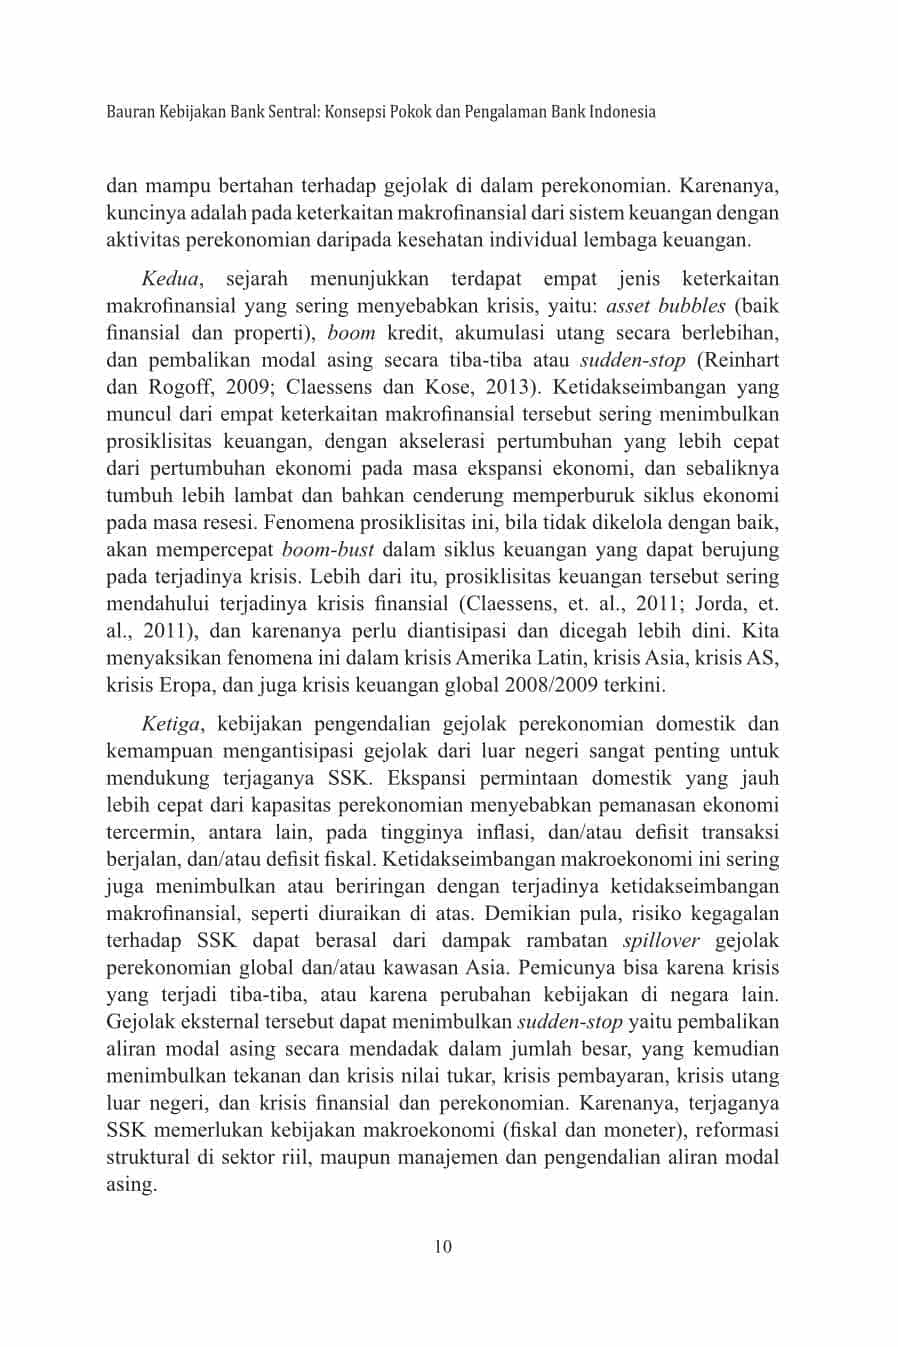 Bauran Kebijakan Bank Sentral: Konsepsi Pokok dan Pengalaman Bank Indonesia
dan mampu bertahan terhadap gejolak di dalam perekonomian. Karenanya,
kuncinya adalah pada keterkaitan makrofinansial dari sistem keuangan dengan
aktivitas perekonomian daripada kesehatan individual lembaga keuangan.
Kedua, sejarah menunjukkan terdapat empat jenis keterkaitan
makrofinansial yang sering menyebabkan krisis, yaitu: asset bubbles (baik
finansial dan properti), boom kredit, akumulasi utang secara berlebihan,
dan pembalikan modal asing secara tiba-tiba atau sudden-stop (Reinhart
dan Rogoff, 2009; Claessens dan Kose, 2013). Ketidakseimbangan yang
muncul dari empat keterkaitan makrofinansial tersebut sering menimbulkan
prosiklisitas keuangan, dengan akselerasi pertumbuhan yang lebih cepat
dari pertumbuhan ekonomi pada masa ekspansi ekonomi, dan sebaliknya
tumbuh lebih lambat dan bahkan cenderung memperburuk siklus ekonomi
pada masa resesi. Fenomena prosiklisitas ini, bila tidak dikelola dengan baik,
akan mempercepat boom-bust dalam siklus keuangan yang dapat berujung
pada terjadinya krisis. Lebih dari itu, prosiklisitas keuangan tersebut sering
mendahului terjadinya krisis finansial (Claessens, et. al., 2011; Jorda, et.
al., 2011), dan karenanya perlu diantisipasi dan dicegah lebih dini. Kita
menyaksikan fenomena ini dalam krisis Amerika Latin, krisis Asia, krisis AS,
krisis Eropa, dan juga krisis keuangan global 2008/2009 terkini.
Ketiga, kebijakan pengendalian gejolak perekonomian domestik dan
kemampuan mengantisipasi gejolak dari luar negeri sangat penting untuk
mendukung terjaganya SSK. Ekspansi permintaan domestik yang jauh
lebih cepat dari kapasitas perekonomian menyebabkan pemanasan ekonomi
tercermin, antara lain, pada tingginya inflasi, dan/atau defisit transaksi
berjalan, dan/atau defisit fiskal. Ketidakseimbangan makroekonomi ini sering
juga menimbulkan atau beriringan dengan terjadinya ketidakseimbangan
makrofinansial, seperti diuraikan di atas. Demikian pula, risiko kegagalan
terhadap SSK dapat berasal dari dampak rambatan spillover gejolak
perekonomian global dan/atau kawasan Asia. Pemicunya bisa karena krisis
yang terjadi tiba-tiba, atau karena perubahan kebijakan di negara lain.
Gejolak eksternal tersebut dapat menimbulkan sudden-stop yaitu pembalikan
aliran modal asing secara mendadak dalam jumlah besar, yang kemudian
menimbulkan tekanan dan krisis nilai tukar, krisis pembayaran, krisis utang
luar negeri, dan krisis finansial dan perekonomian. Karenanya, terjaganya
SSK memerlukan kebijakan makroekonomi (fiskal dan moneter), reformasi
struktural di sektor riil, maupun manajemen dan pengendalian aliran modal
asing.
10